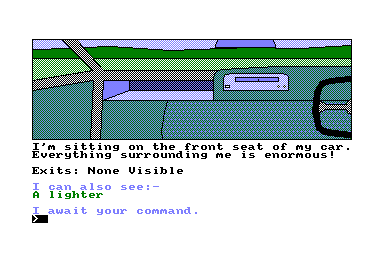 I'm sitting on the front seat of my car.
Everything surrounding me is enormous!
Exits: None Visible
I can also see:-
A lighter
I await your command.
>